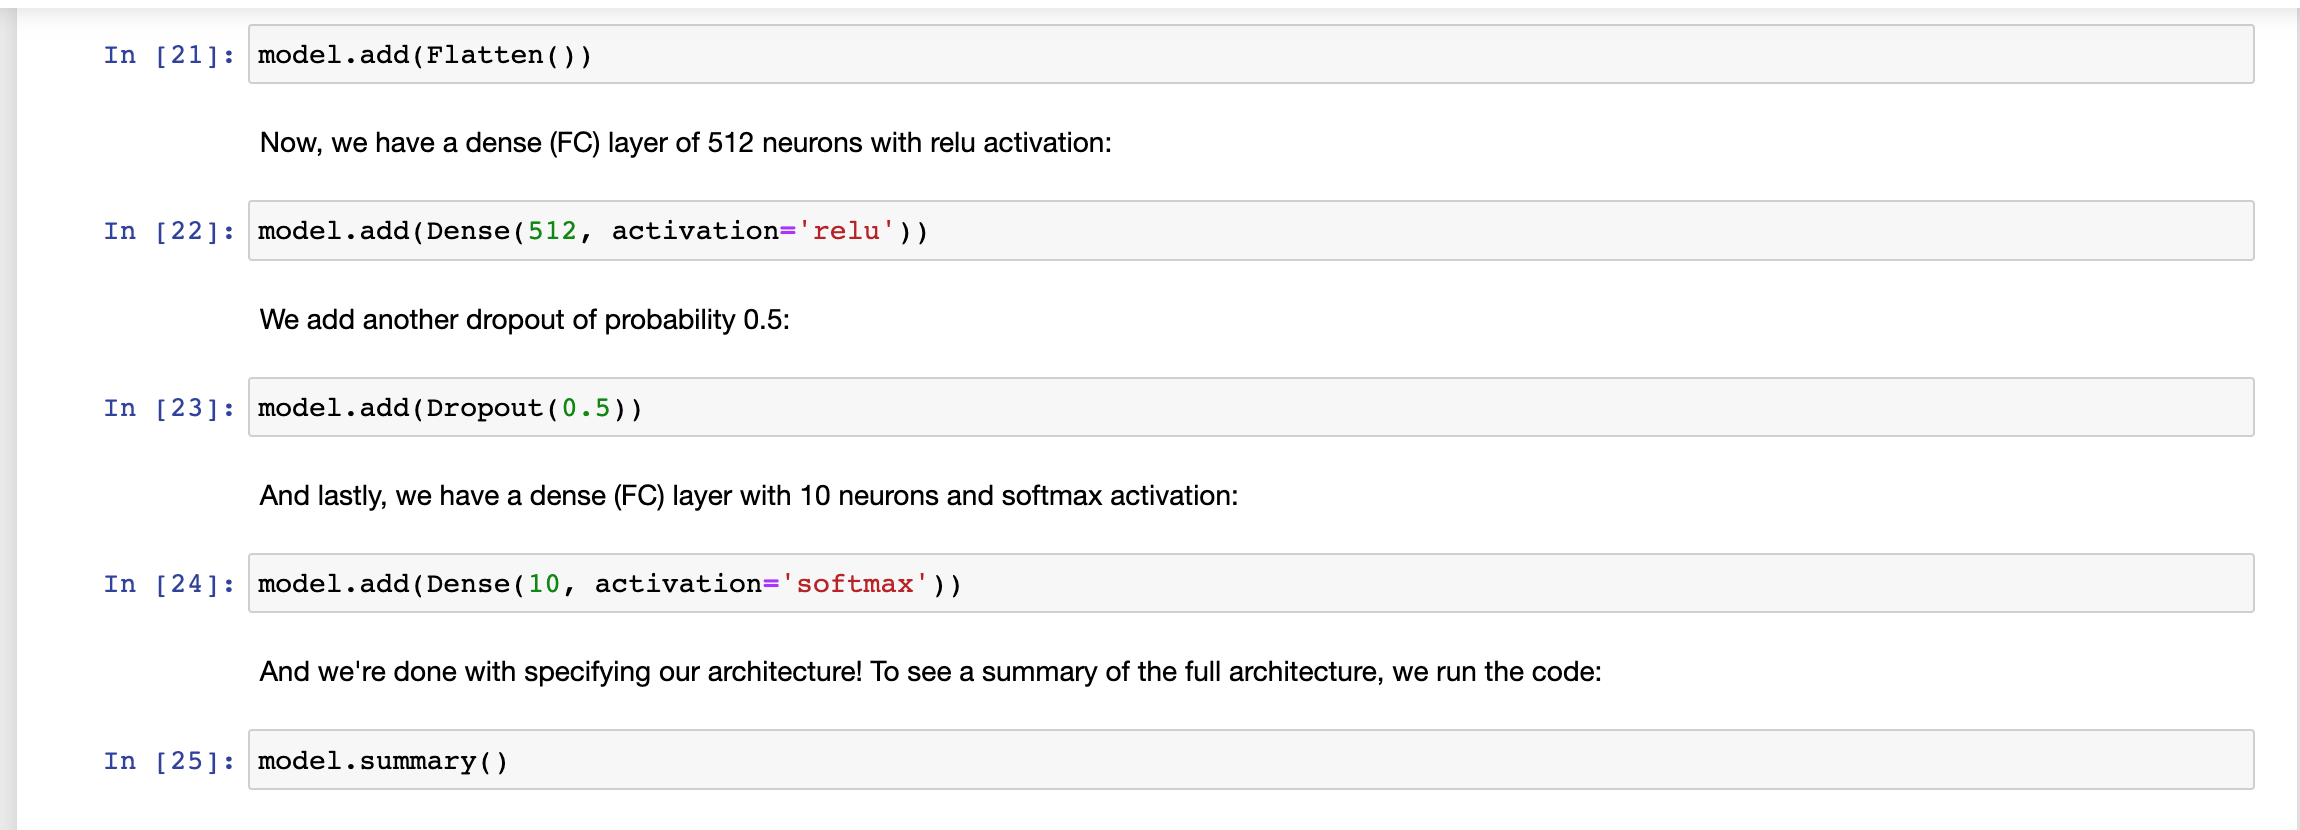 In [21]: model.add(Flatten())
Now, we have a dense (FC) layer of 512 neurons with relu activation:
In [22]: model.add(Dense(512, activation='relu'))
We add another dropout of probability 0.5:
In [23]: model.add(Dropout(0.5))
And lastly, we have a dense (FC) layer with 10 neurons and softmax activation:
In [24]: model.add(Dense(10, activation='softmax'))
And we're done with specifying our architecture! To see a summary of the full architecture, we run the code:
In [25]: model.summary()